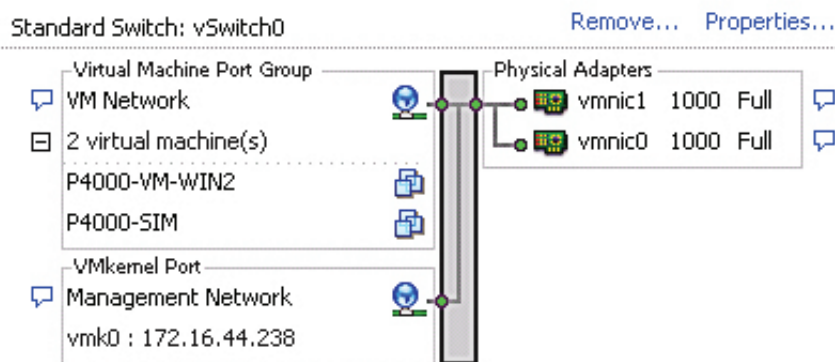 Standard Switch: vSwitch0 Remove... Properties...
Virtual Machine Port Group Physical Adapters
VM Network vmnic1 1000 Full
2 virtual machine(s) vmnic0 1000 Full
P4000-VM-WIN2
P4000-SIM
VMkernel Port
Management Network
vmk0 : 172.16.44.238